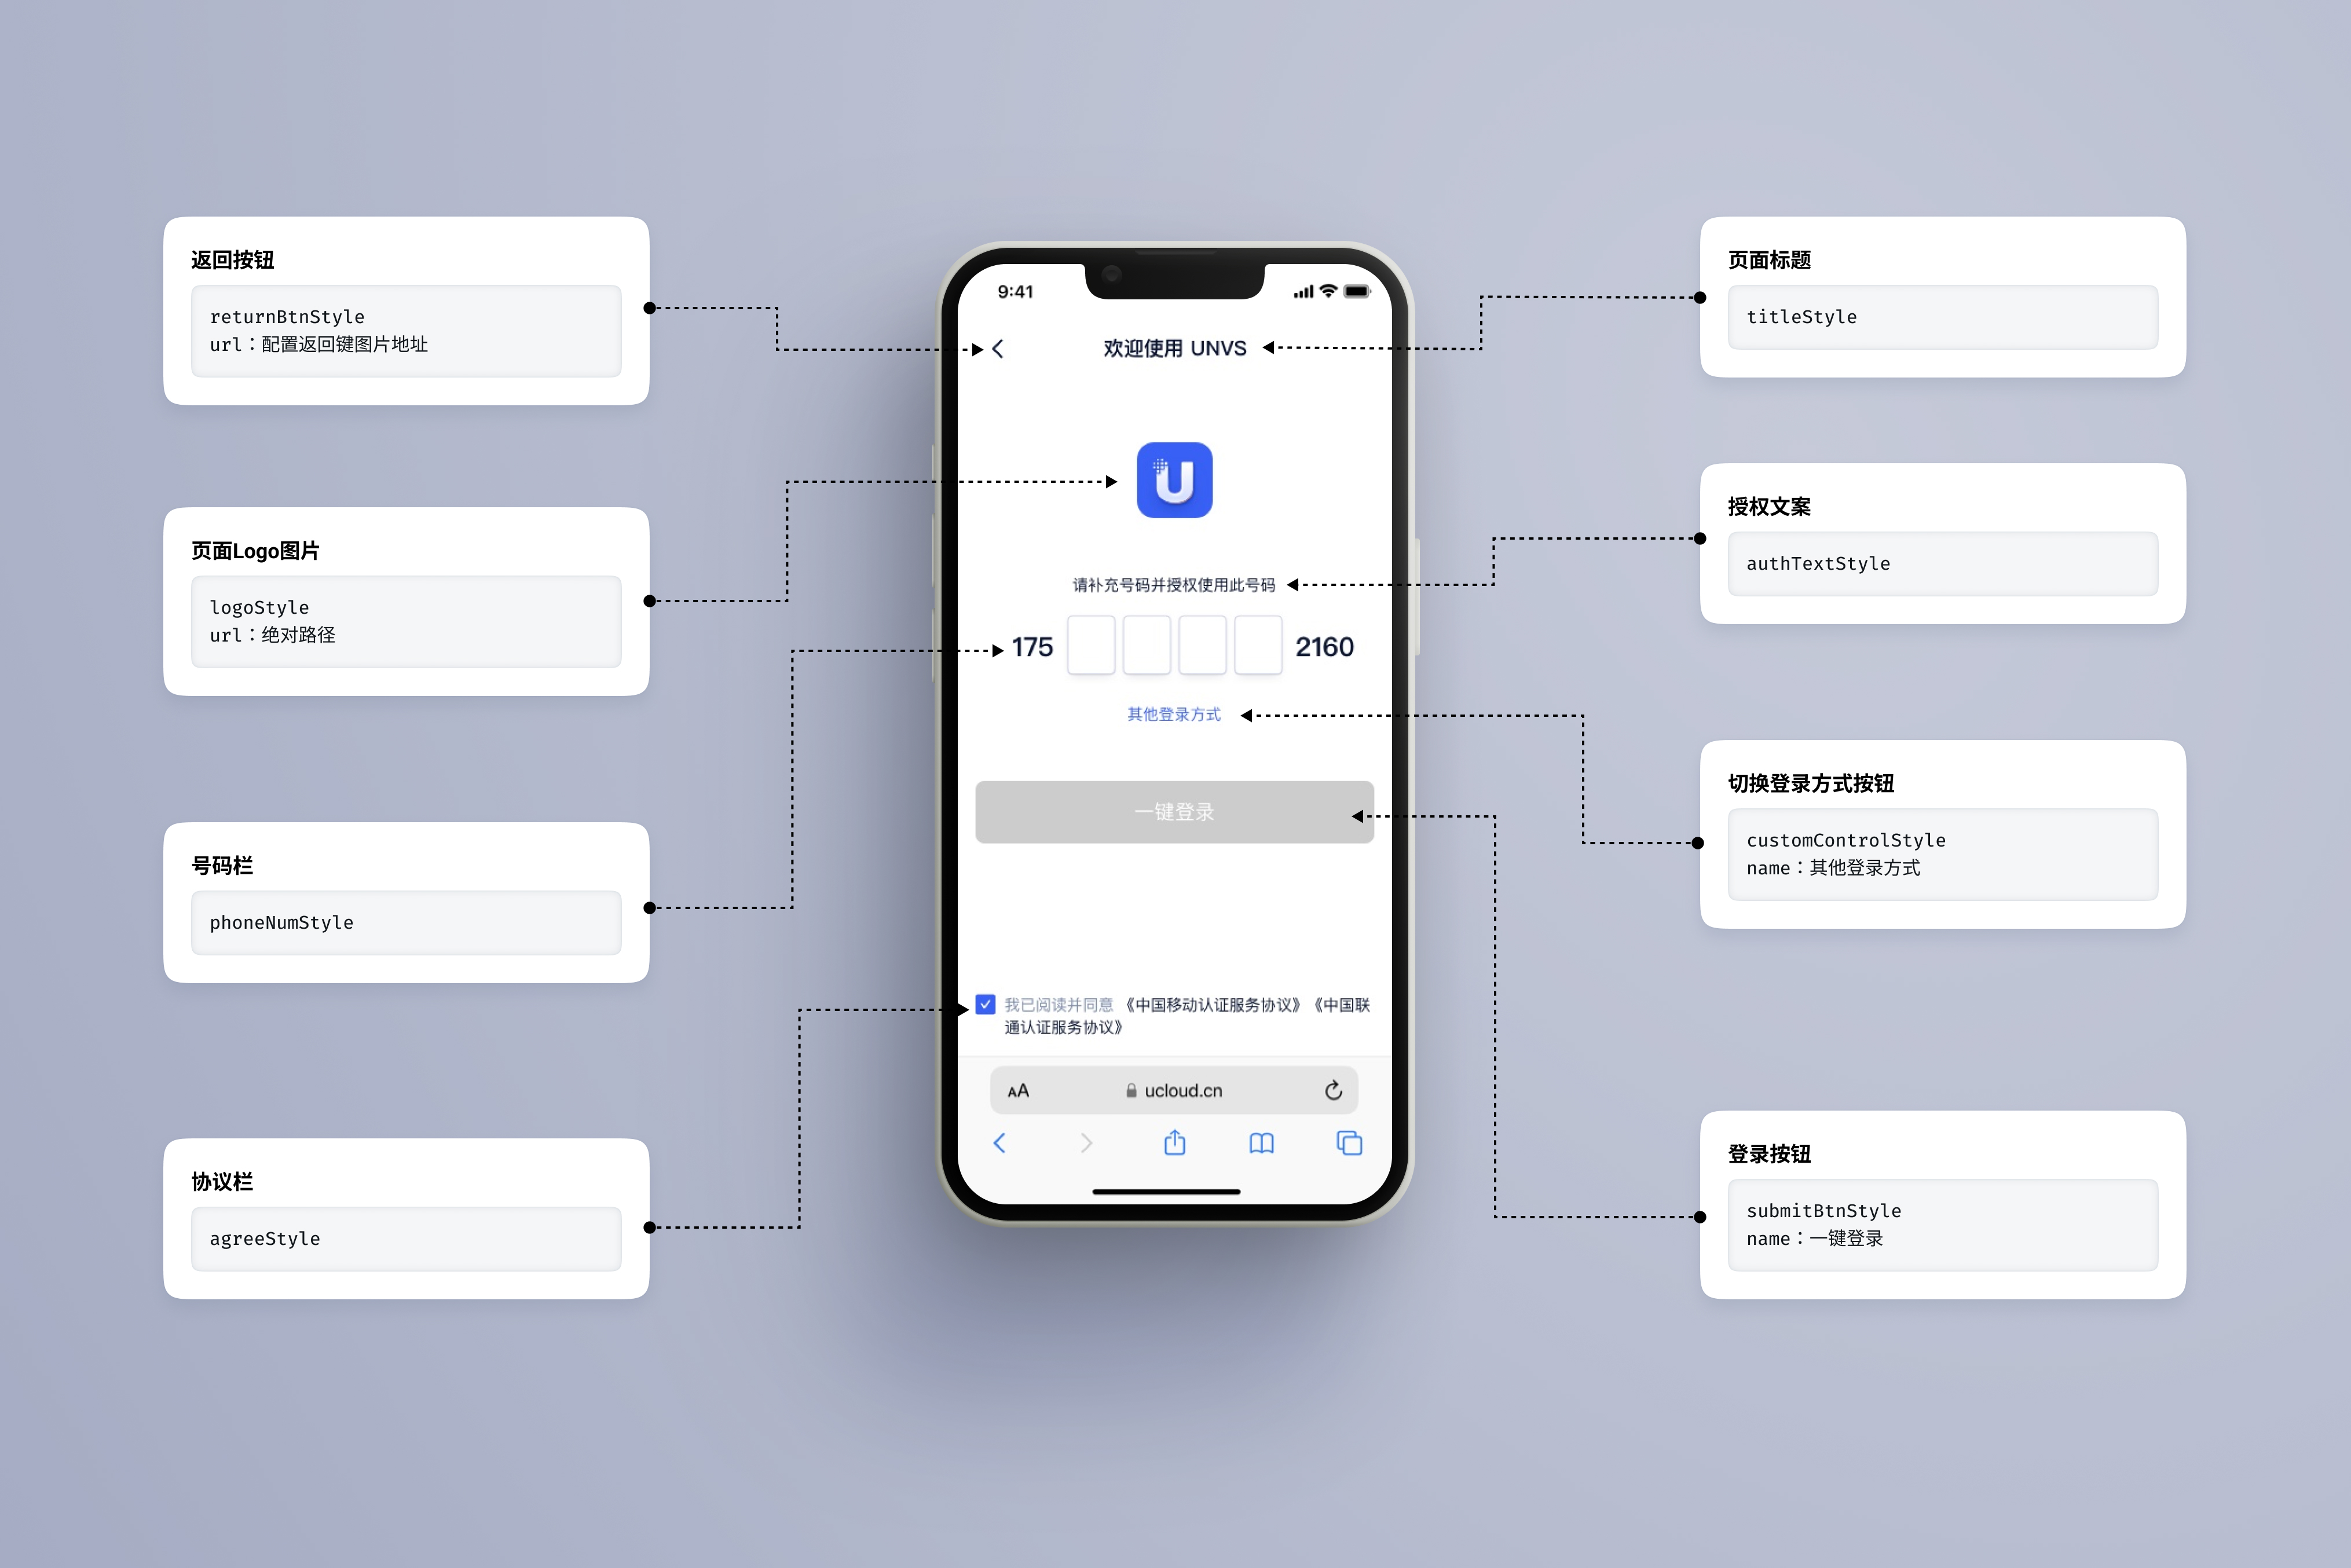 返回按钮
returnBtnStyle
url：配置返回键图片地址
页面Logo图片
logoStyle
url：绝对路径
号码栏
phoneNumStyle
协议栏
agreeStyle
9:41
欢迎使用 UNVS
U
请补充号码并授权使用此号码
175 2160
其他登录方式
一键登录
我已阅读并同意 《中国移动认证服务协议》《中国联
通认证服务协议》
AA ucloud.cn
页面标题
titleStyle
授权文案
authTextStyle
切换登录方式按钮
customControlStyle
name：其他登录方式
登录按钮
submitBtnStyle
name：一键登录